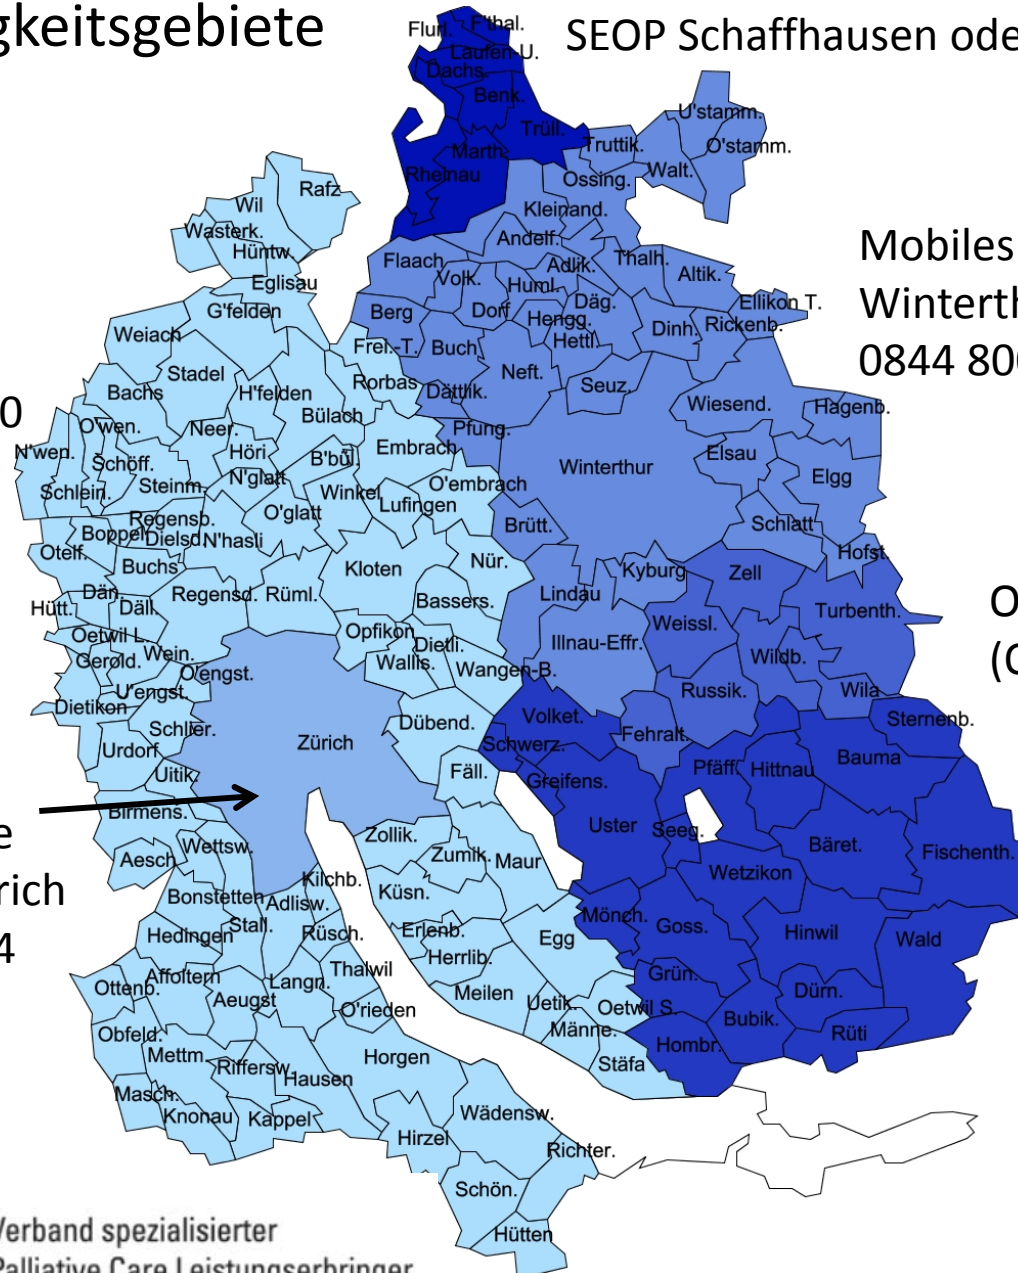 gkeitsgebiete
SEOP Schaffhausen ode
Flurl. F'thal.
Laufen-U.
Dachs.
Benk.
Trüll.
Marth.
Rheinau
U'stamm.
O'stamm.
Truttik.
Walt.
Ossing.
Kleinand.
Andelf.
Rafz
Wil
Wasterk.
Hüntw.
Eglisau
G'felden
Mobiles
Winterth
0844 800
Flaach
Volk.
Huml.
Adlik.
Thalh.
Altik.
Berg
Dorf
Däg.
Hengg.
Hettl.
Dinh.
Rickenb.
Ellikon T.
Weiach
Stadel
Bachs
H'felden
Frei.-T.
Buch
Rorbas
Dättlik.
Neft.
Seuz.
Wiesend.
Hagenb.
0
O'wen.
N'wen.
Schöff.
Schlein.
Neer.
Höri
Bülach
B'bül
Embrach
Pfung.
Winterthur
Elsau
Elgg
Steinm.
N'glatt
Winkel
O'embrach
Lufingen
O'glatt
Regensb.
Boppel.
Dielsd.
N'hasli
Brütt.
Schlatt
Hofst.
Otelf.
Buchs
Kloten
Nür.
Kyburg
Zell
Dän.
Hütt.
Däll.
Regensd.
Rüml.
Bassers.
Lindau
Turbenth.
O
(C
Oetwil L.
Gerold.
Wein.
Opfikon
Dietli.
Wallis.
Wangen-B.
Illnau-Effr.
Weissl.
Wildb.
O'engst.
U'engst.
Dietikon
Schlier.
Urdorf
Uitik.
Birmens.
Zürich
Dübend.
Fäll.
Volket.
Schwerz.
Greifens.
Fehralt.
Russik.
Wila
Sternenb.
Pfäff.
Hittnau
Bauma
Uster
Seeg.
Bäret.
Fischenth.
Wetzikon
e
rich
4
Aesch
Wettsw.
Zollik.
Zumik.
Maur
Kilchb.
Küsn.
Bonstetten
Adlisw.
Stall.
Hedingen
Rüsch.
Erlenb.
Herrlib.
Egg
Mönch.
Goss.
Hinwil
Wald
Ottenb.
Affoltern
Aeugst
Langn.
Thalwil
O'rieden
Meilen
Uetik.
Männe.
Oetwil S.
Grün.
Dürn.
Bubik.
Rüti
Hombr.
Obfeld.
Mettm.
Riffersw.
Hausen
Horgen
Stäfa
Masch.
Knonau
Kappel
Hirzel
Wädensw.
Richter.
Schön.
Hütten
Verband spezialisierter
Palliative Care Leistungserbringer